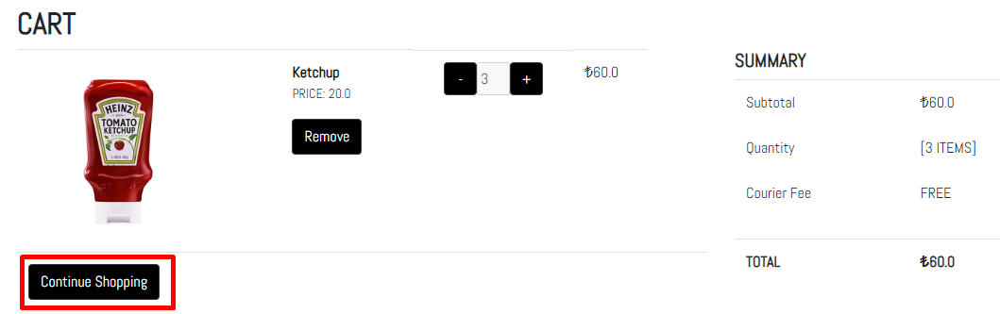 CART
Ketchup
PRICE: 20.0
- 3 +
₺60.0
Remove
HEINZ
TOMATO
KETCHUP
Continue Shopping
SUMMARY
Subtotal ₺60.0
Quantity [3 ITEMS]
Courier Fee FREE
TOTAL ₺60.0